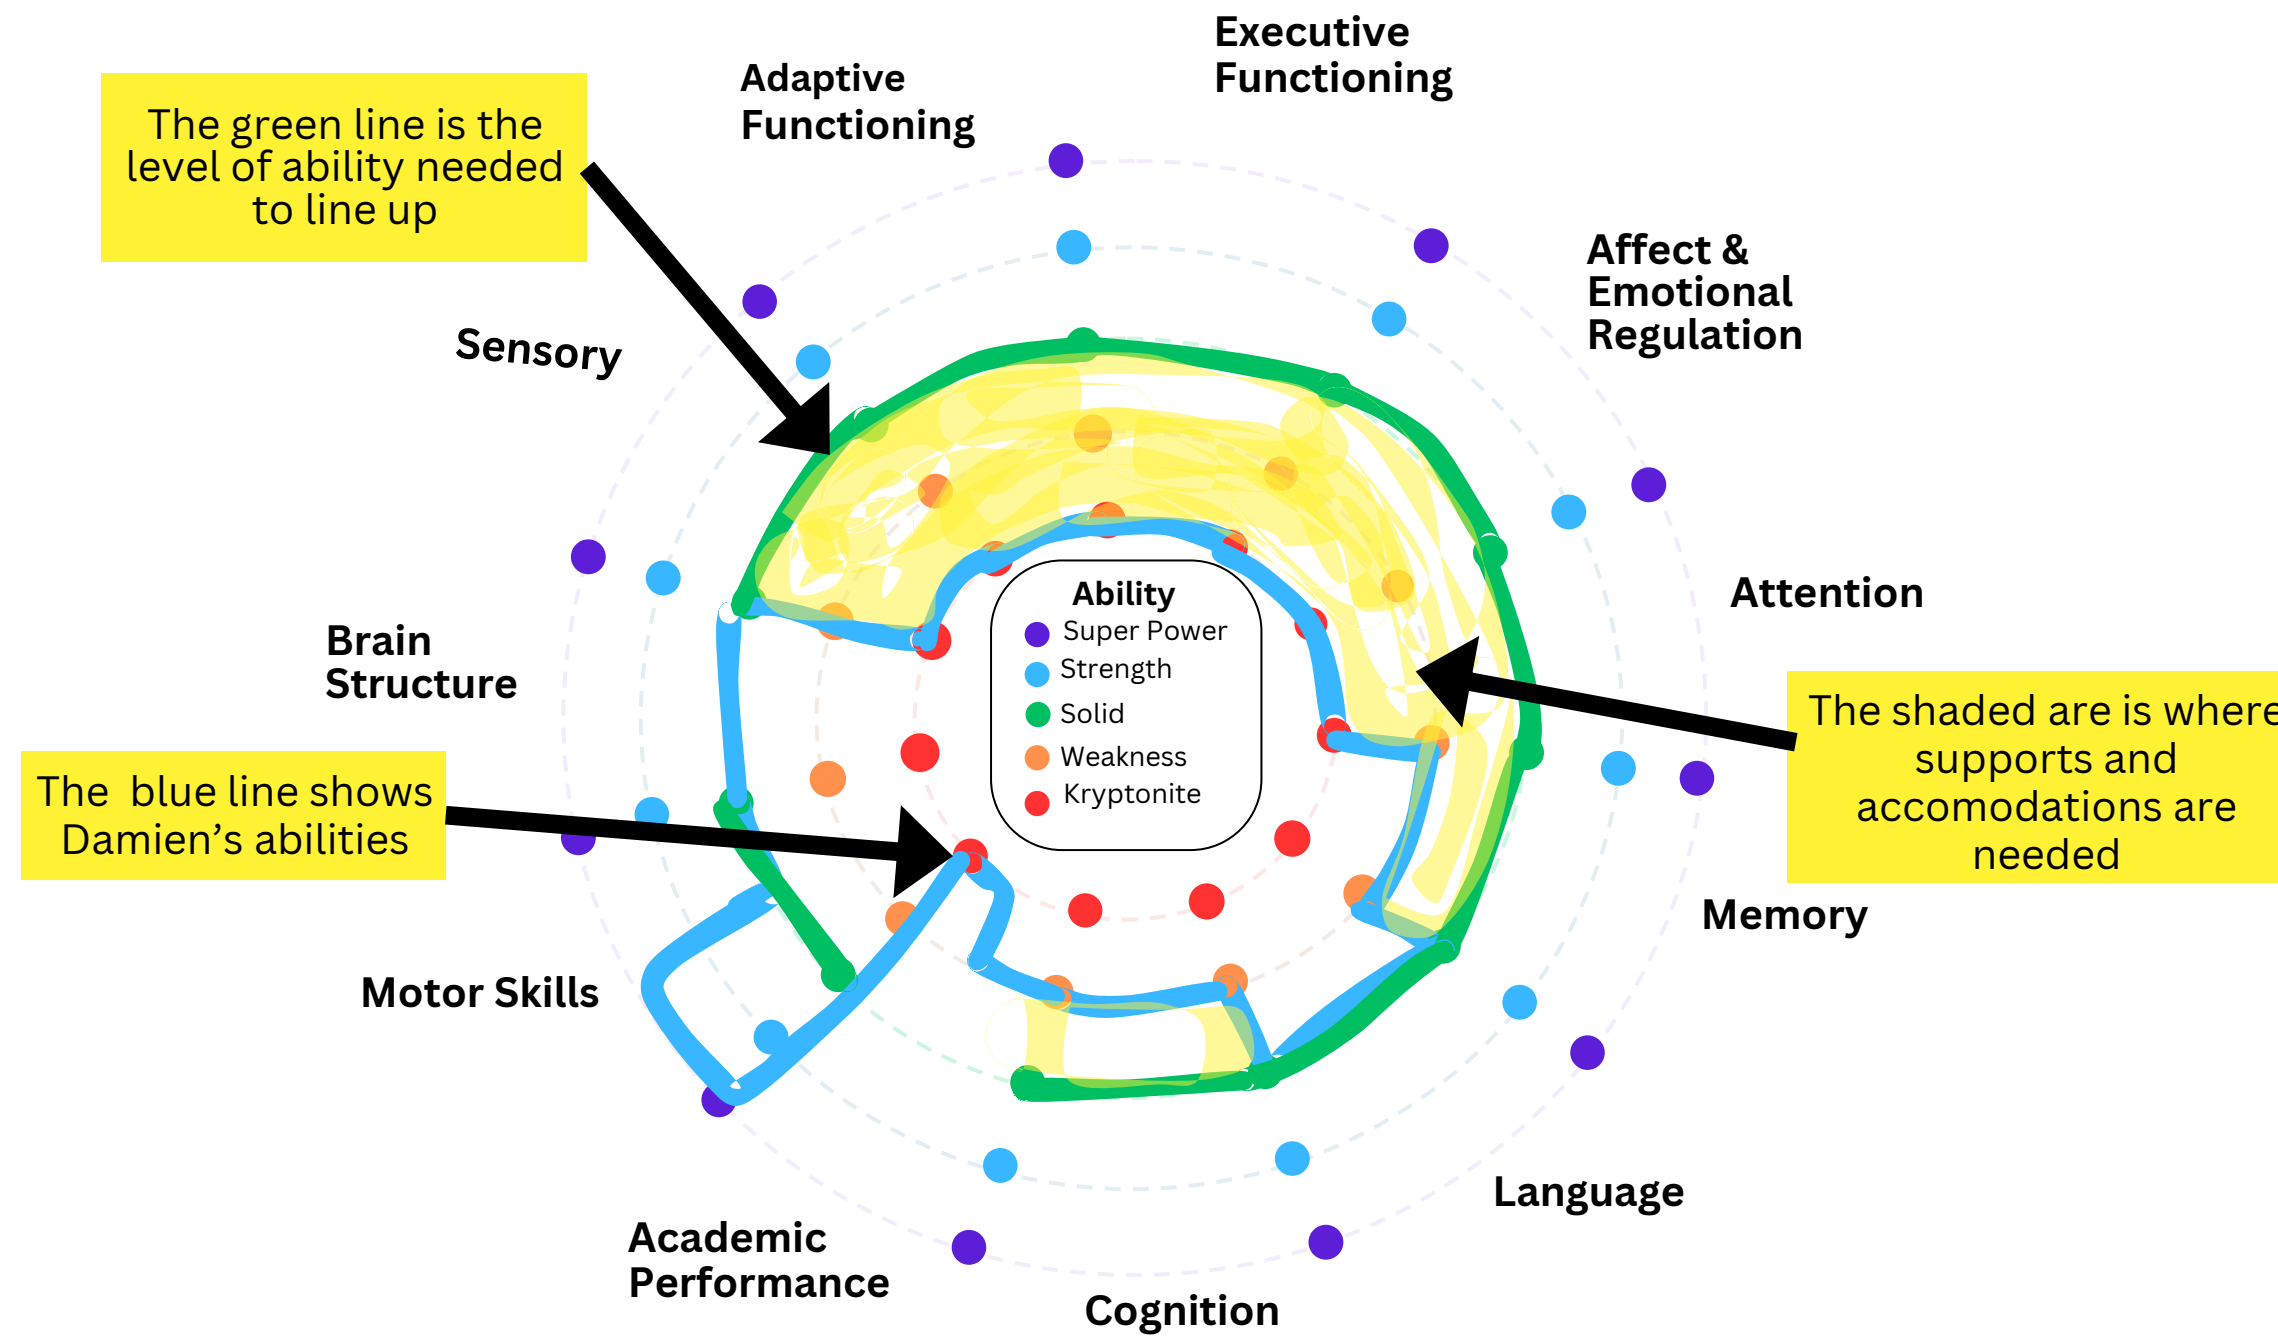 Executive
Functioning
Adaptive
Functioning
The green line is the
level of ability needed
to line up
Affect &
Emotional
Regulation
Sensory
Attention
Ability
Super Power
Strength
Solid
Weakness
Kryptonite
Brain
Structure
The shaded are is where
supports and
accomodations are
needed
The blue line shows
Damien’s abilities
Memory
Motor Skills
Language
Academic
Performance
Cognition